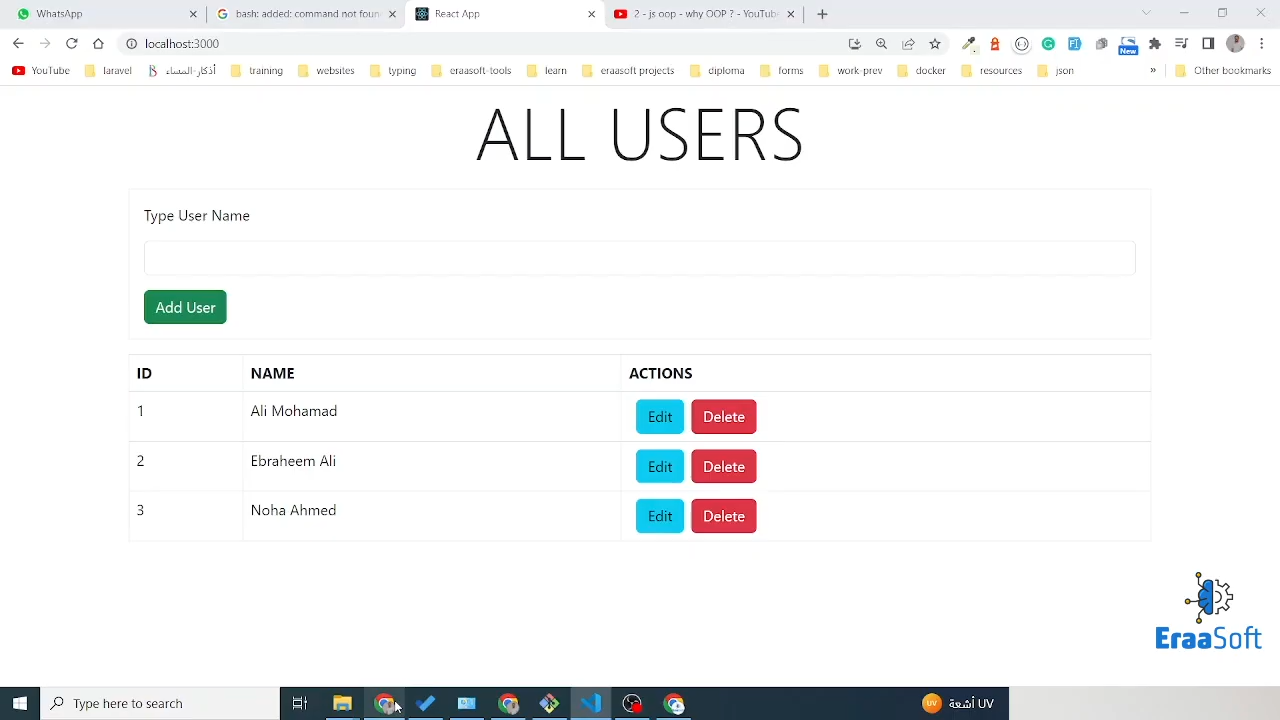 WhatsApp
bash: added: command not foun
React App
2 - js oop - why OOP ? - YouTub
localhost:3000
New
YouTube
laravel
أذكار المساء
training
websites
typing
eraasoft tools
learn
eraasoft projects
diploma
forms
work prev
docker
resources
json
»
Other bookmarks
ALL USERS
Type User Name
Add User
ID NAME ACTIONS
1 Ali Mohamad Edit Delete
2 Ebraheem Ali Edit Delete
3 Noha Ahmed Edit Delete
EraaSoft
Type here to search
UV
أشعة UV